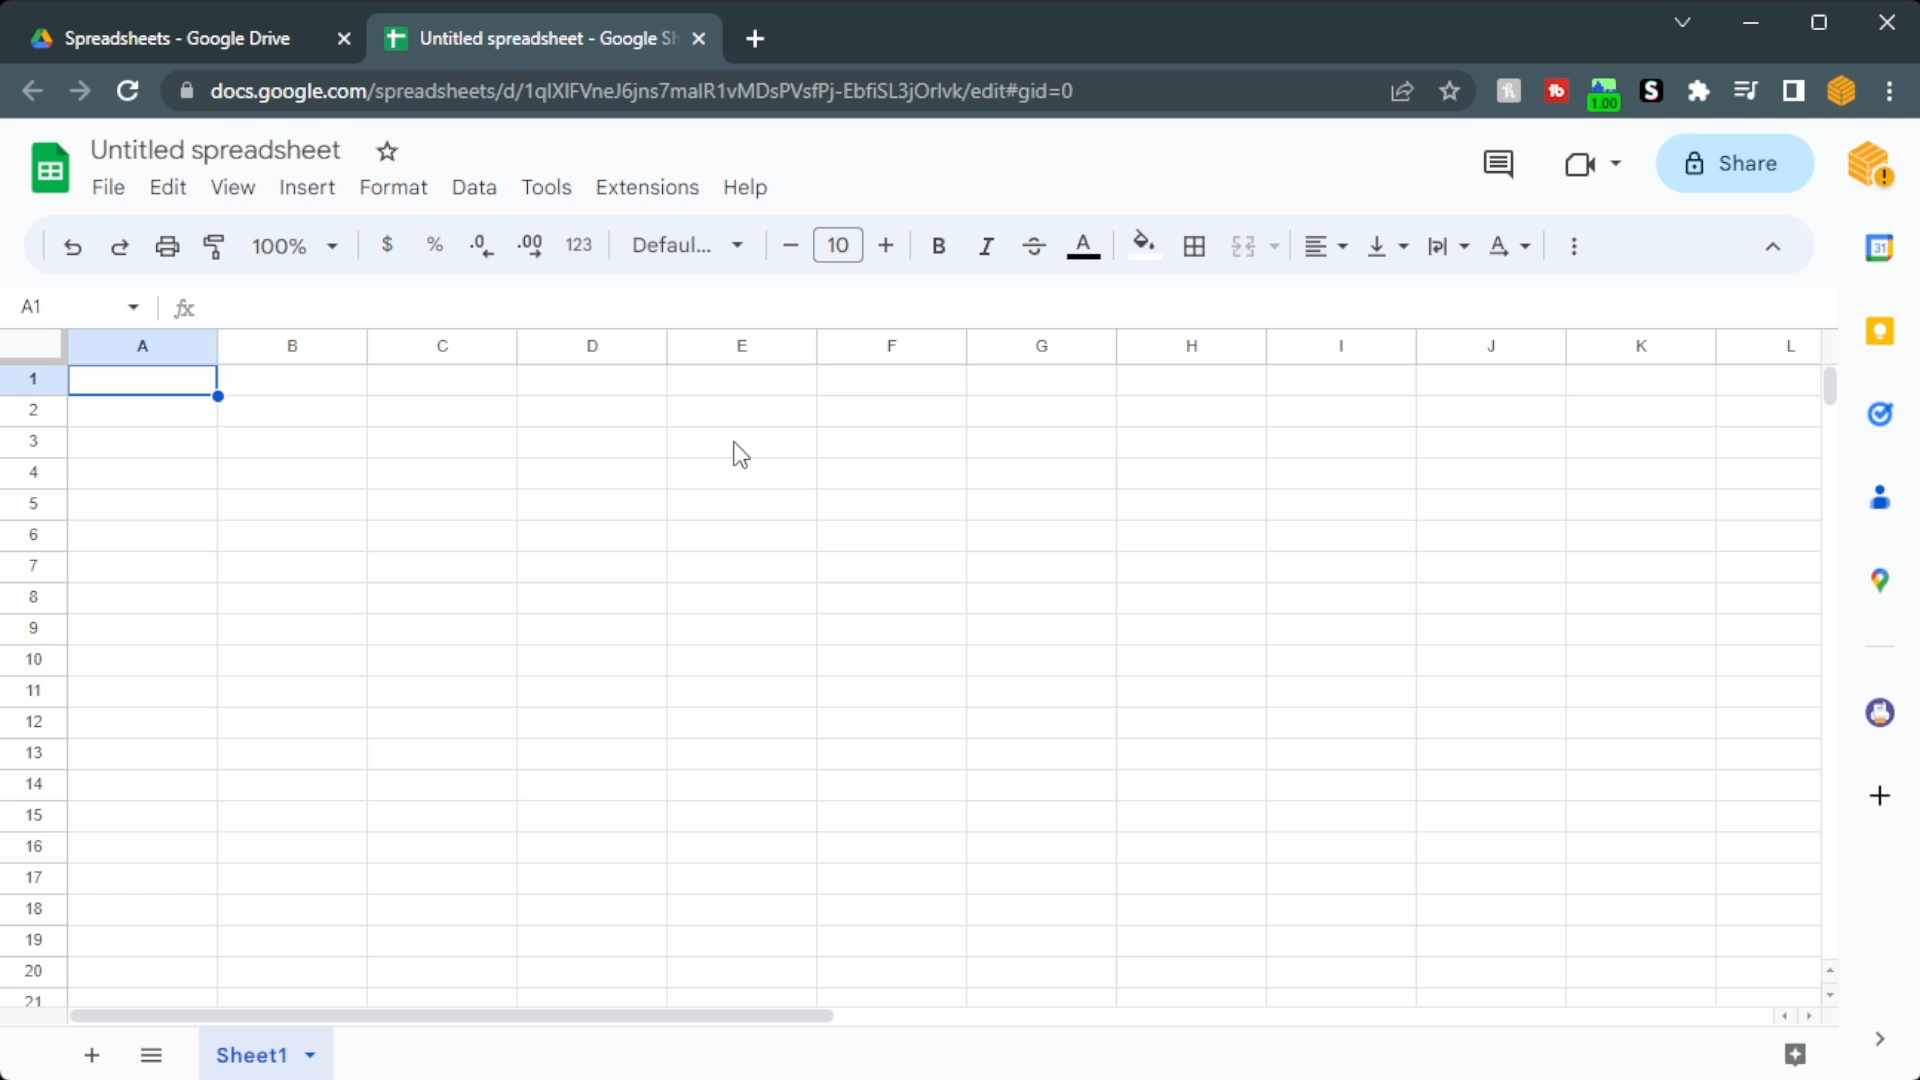 Spreadsheets - Google Drive
Untitled spreadsheet - Google Sh
docs.google.com/spreadsheets/d/1qlXIFVneJ6jns7malR1vMDsPVsfPj-EbfiSL3jOrlvk/edit#gid=0
1.00
Untitled spreadsheet
File Edit View Insert Format Data Tools Extensions Help
Share
100% $ % .0 .00 123 Defaul... 10 B I A
31
A1 fx
A B C D E F G H I J K L
1
2
3
4
5
6
7
8
9
10
11
12
13
14
15
16
17
18
19
20
21
Sheet1